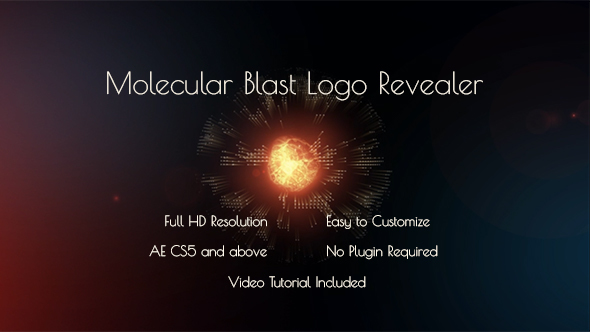 Molecular Blast Logo Revealer
Full HD Resolution
Easy to Customize
AE CS5 and above
No Plugin Required
Video Tutorial Included